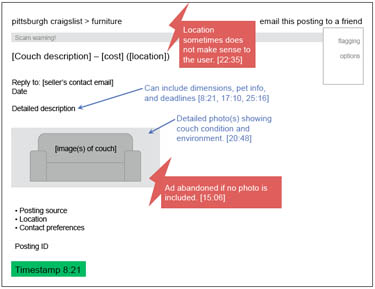 pittsburgh craigslist > furniture
email this posting to a friend
Scam warning!
Location
sometimes does
not make sense to
the user. [22:35]
flagging
options
[Couch description] – [cost] ([location])
Reply to: [seller's contact email]
Date
Can include dimensions, pet info,
and deadlines [8:21, 17:10, 25:16]
Detailed description
Detailed photo(s) showing
couch condition and
environment. [20:48]
[image(s) of couch]
Ad abandoned if no photo is
included. [15:06]
• Posting source
• Location
• Contact preferences
Posting ID
Timestamp 8.21